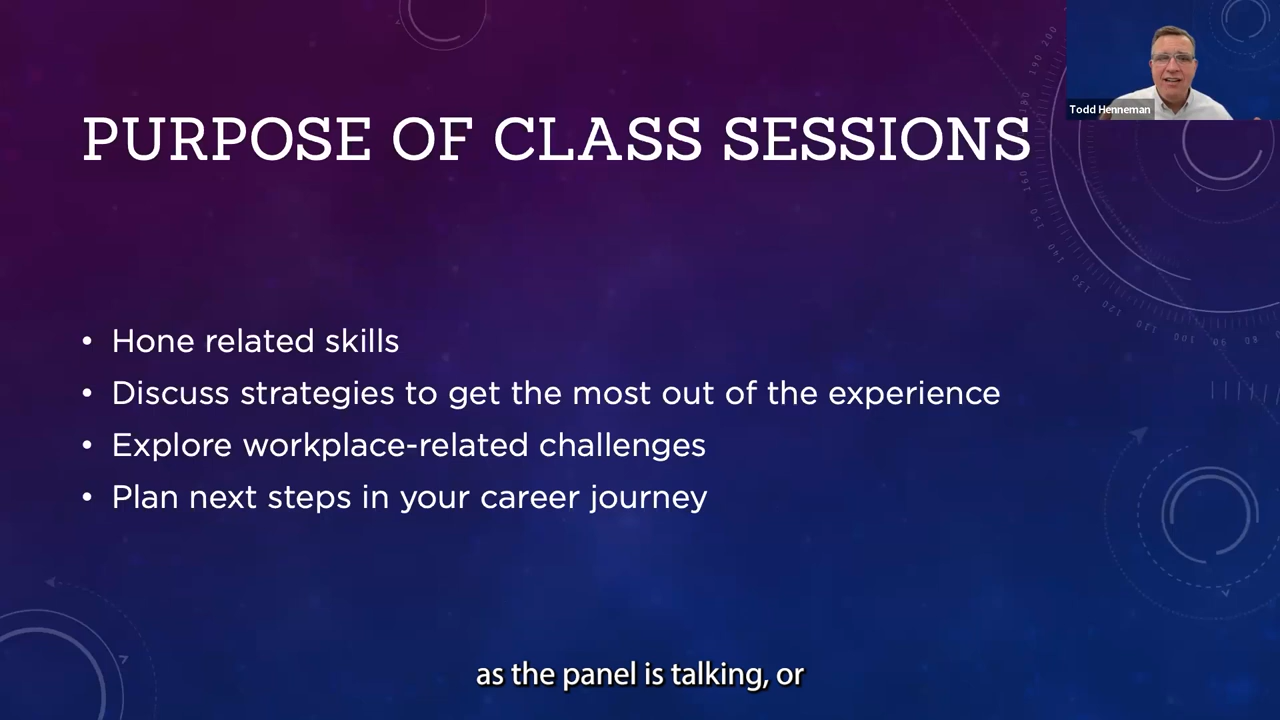 PURPOSE OF CLASS SESSIONS
Todd Henneman
• Hone related skills
• Discuss strategies to get the most out of the experience
• Explore workplace-related challenges
• Plan next steps in your career journey
as the panel is talking, or